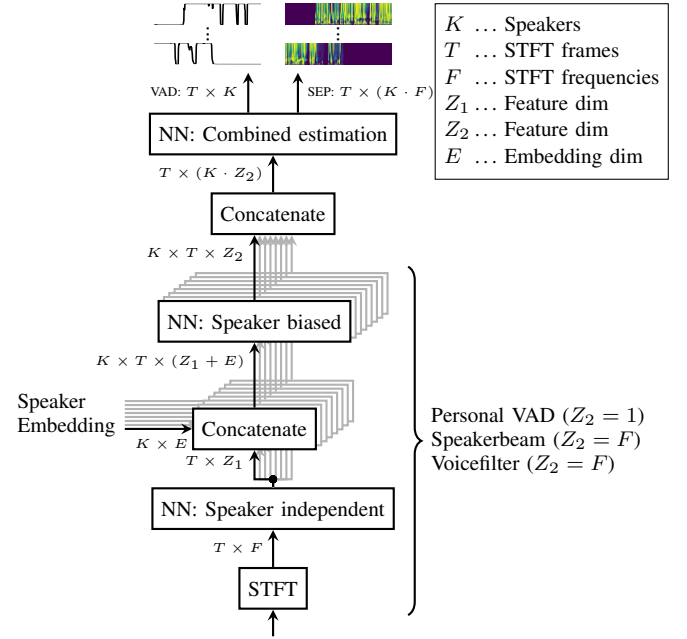 K ... Speakers
T ... STFT frames
F ... STFT frequencies
Z₁ ... Feature dim
Z₂ ... Feature dim
E ... Embedding dim
VAD: T × K
SEP: T × (K · F)
NN: Combined estimation
T × (K · Z₂)
Concatenate
K × T × Z₂
NN: Speaker biased
K × T × (Z₁ + E)
Speaker
Embedding
K × E
Concatenate
T × Z₁
NN: Speaker independent
T × F
STFT
Personal VAD (Z₂ = 1)
Speakerbeam (Z₂ = F)
Voicefilter (Z₂ = F)